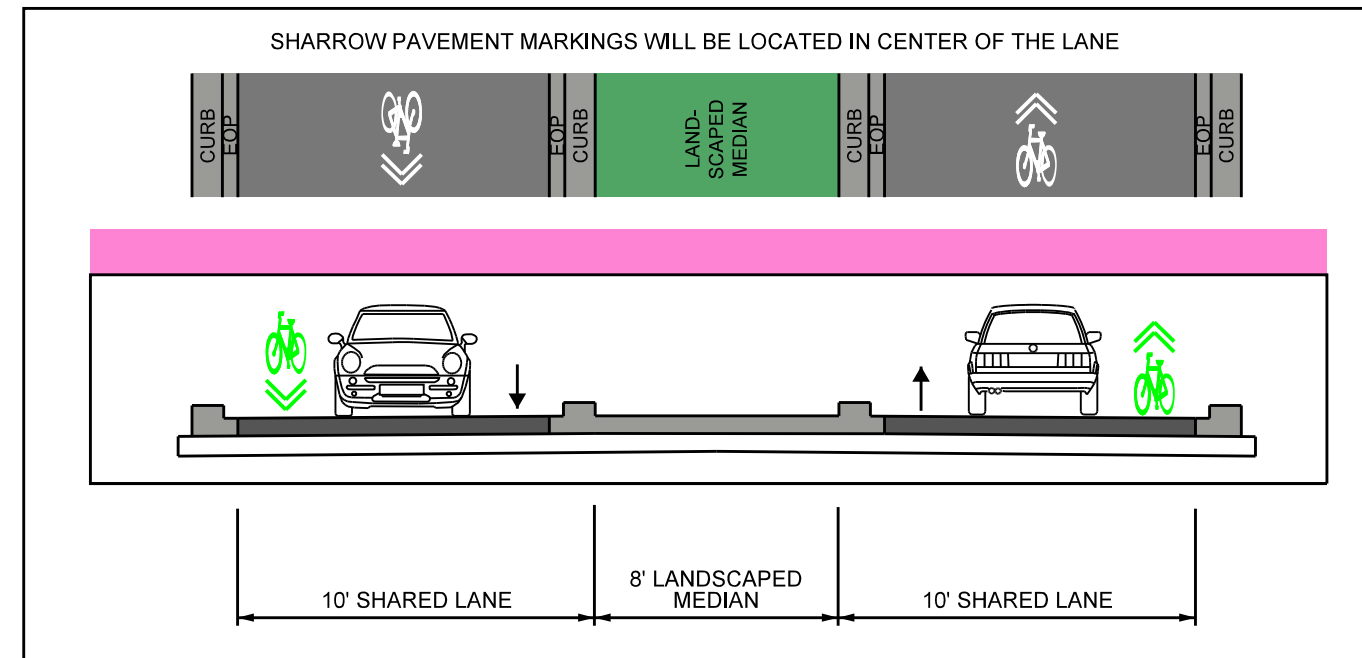 SHARROW PAVEMENT MARKINGS WILL BE LOCATED IN CENTER OF THE LANE
CURB
EOP
EOP
CURB
LAND-
SCAPED
MEDIAN
CURB
EOP
EOP
CURB
10' SHARED LANE
8' LANDSCAPED
MEDIAN
10' SHARED LANE